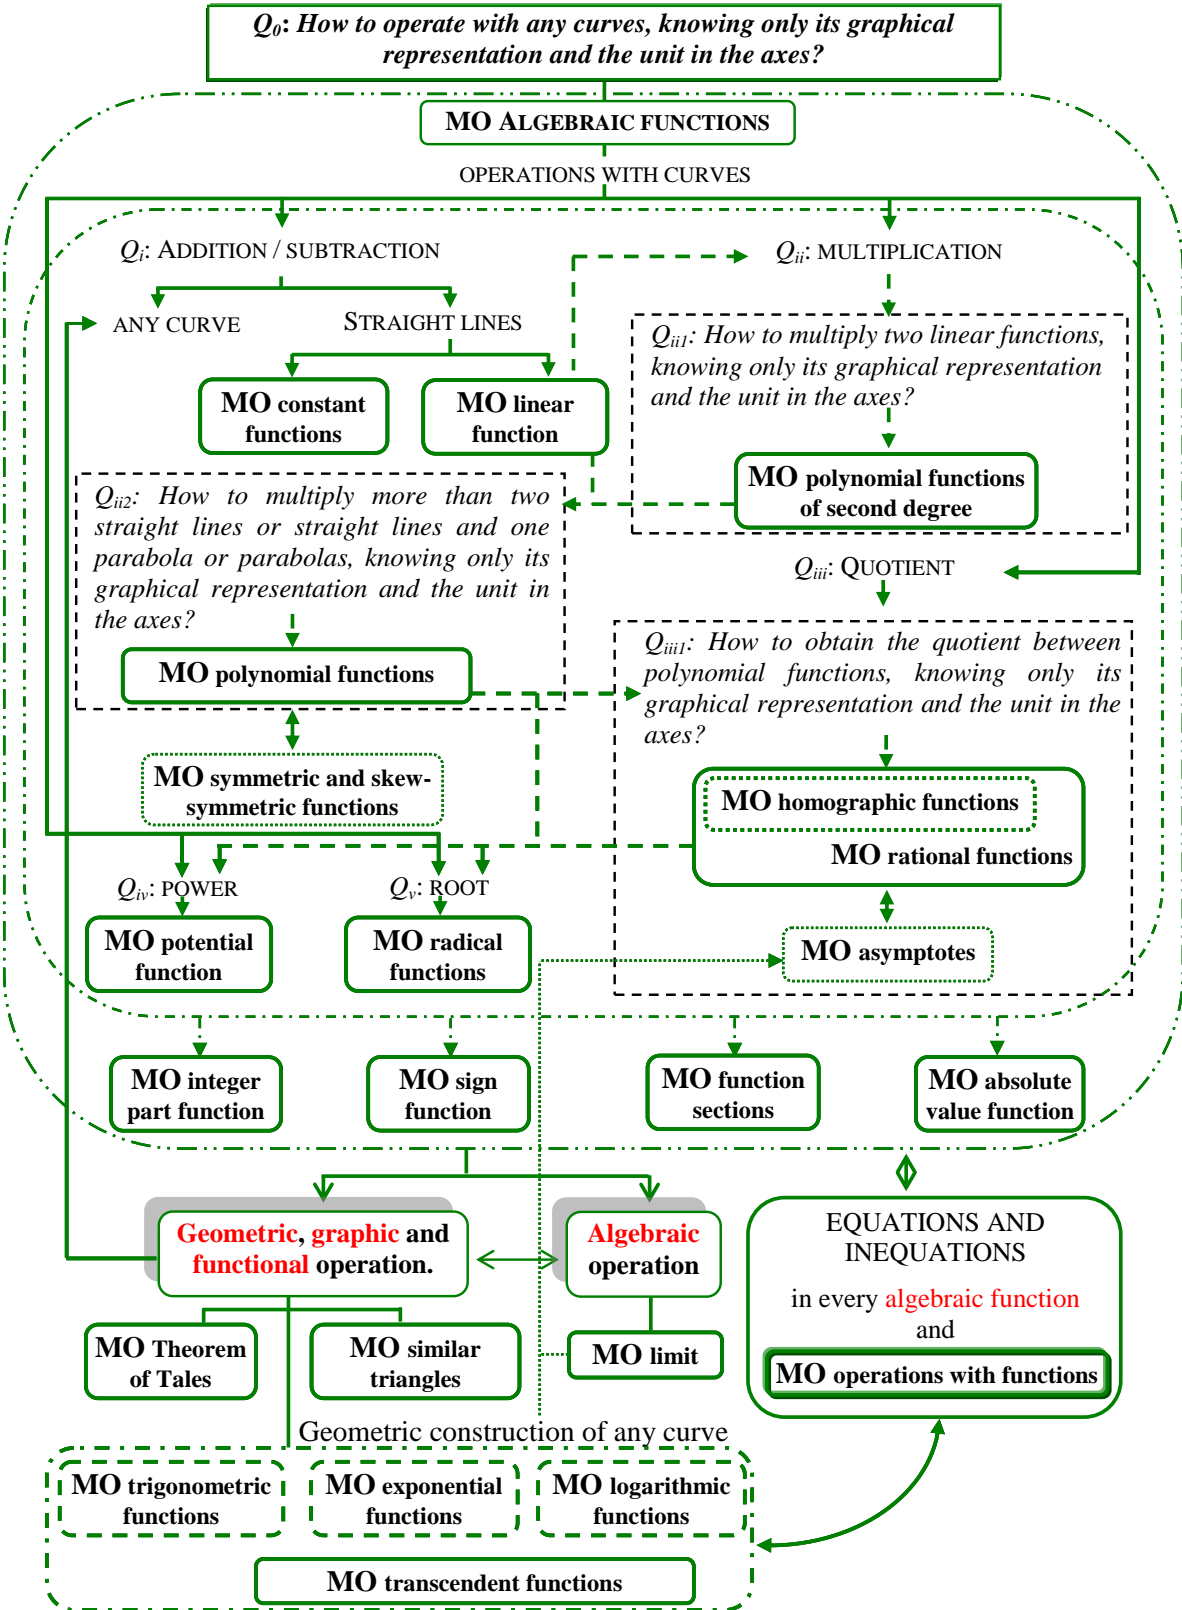 Q0: How to operate with any curves, knowing only its graphical
representation and the unit in the axes?
MO ALGEBRAIC FUNCTIONS
OPERATIONS WITH CURVES
Qi: ADDITION / SUBTRACTION
Qii: MULTIPLICATION
ANY CURVE
STRAIGHT LINES
MO constant
functions
MO linear
function
Qii1: How to multiply two linear functions,
knowing only its graphical representation
and the unit in the axes?
MO polynomial functions
of second degree
Qii2: How to multiply more than two
straight lines or straight lines and one
parabola or parabolas, knowing only its
graphical representation and the unit in
the axes?
MO polynomial functions
Qiii: QUOTIENT
Qiii1: How to obtain the quotient between
polynomial functions, knowing only its
graphical representation and the unit in the
axes?
MO symmetric and skew-
symmetric functions
MO homographic functions
MO rational functions
Qiv: POWER
Qv: ROOT
MO potential
function
MO radical
functions
MO asymptotes
MO integer
part function
MO sign
function
MO function
sections
MO absolute
value function
Geometric, graphic and
functional operation.
Algebraic
operation
EQUATIONS AND
INEQUATIONS
in every algebraic function
and
MO operations with functions
MO Theorem
of Tales
MO similar
triangles
MO limit
Geometric construction of any curve
MO trigonometric
functions
MO exponential
functions
MO logarithmic
functions
MO transcendent functions